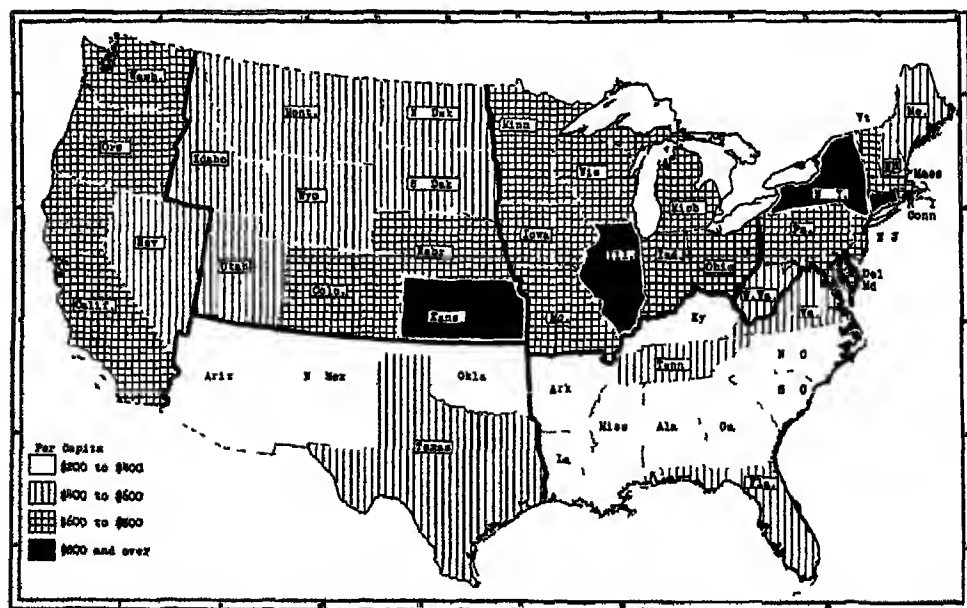 Wash.
Mont.
N Dak
Minn
Me.
Vt
Ore
Idaho
Wis
Mass
S Dak
N. Y.
Wyo
Mich
Conn
Nev
Iowa
Pa.
N J
Utah
Nebr
Ill.
Ind.
Ohio
Del
Md
Calif.
Colo.
W.Va.
Va.
Kans
Mo.
Ky
Ariz
N Mex
Okla
Ark
Tenn
N C
S C
Miss
Ala
Ga.
Texas
La
Fla.
Per Capita
$200 to $400
$400 to $600
$600 to $800
$800 and over